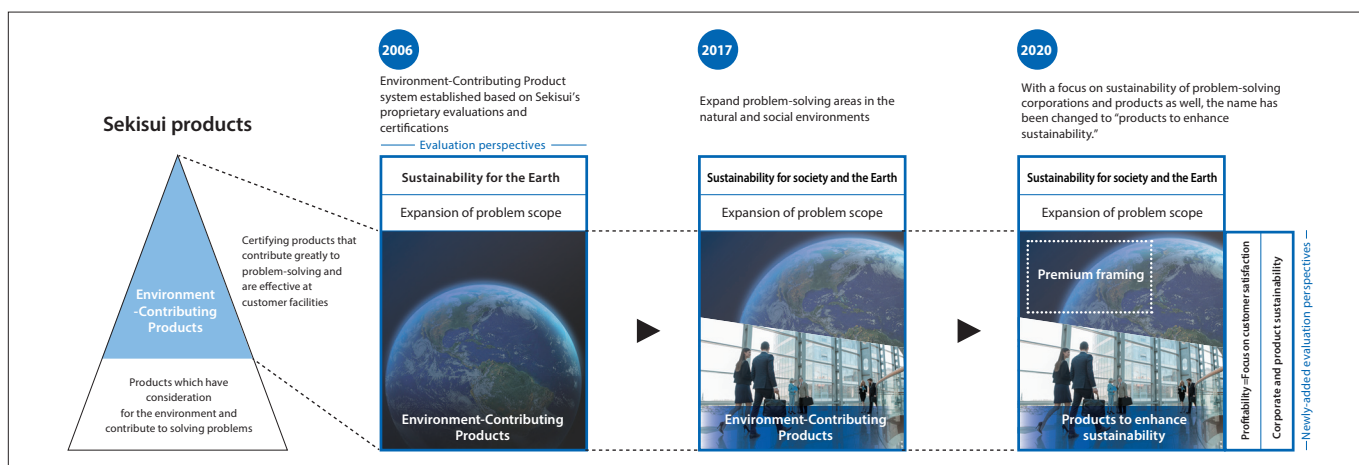 Sekisui products
Environment
-Contributing
Products
Products which have
consideration
for the environment and
contribute to solving problems
Certifying products that
contribute greatly to
problem-solving and
are effective at
customer facilities
2006
Environment-Contributing Product
system established based on Sekisui's
proprietary evaluations and
certifications
Evaluation perspectives
Sustainability for the Earth
Expansion of problem scope
Environment-Contributing
Products
2017
Expand problem-solving areas in the
natural and social environments
Sustainability for society and the Earth
Expansion of problem scope
Environment-Contributing
Products
2020
With a focus on sustainability of problem-solving
corporations and products as well, the name has
been changed to "products to enhance
sustainability."
Sustainability for society and the Earth
Expansion of problem scope
Premium framing
Products to enhance
sustainability
Profitability =Focus on customer satisfaction
Corporate and product sustainability
Newly-added evaluation perspectives